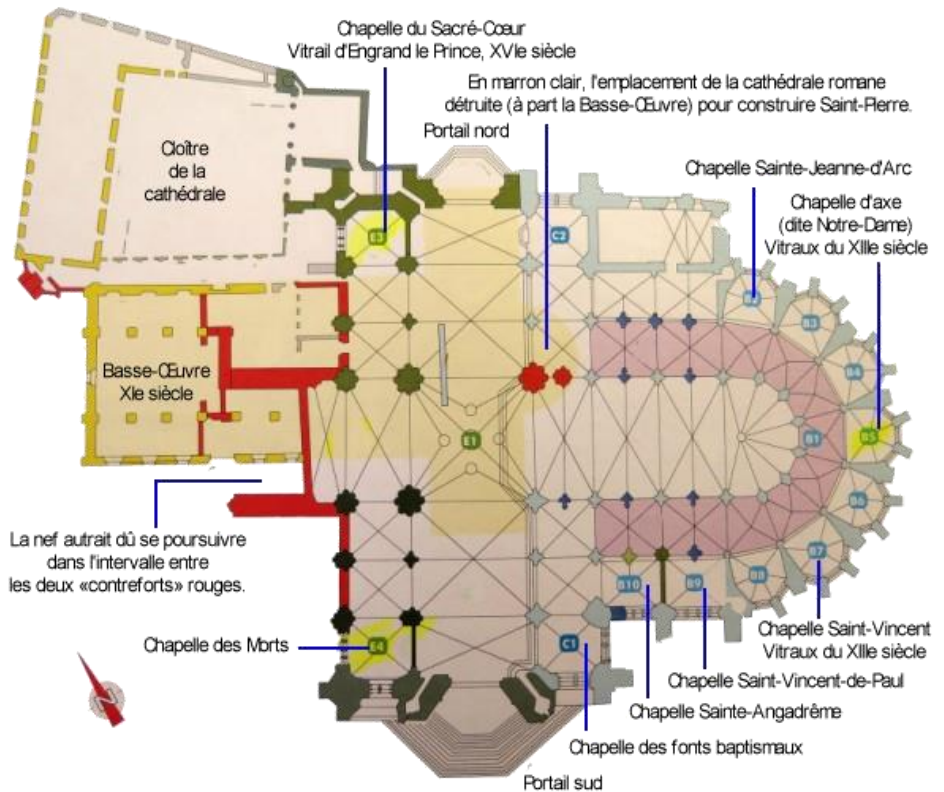 Chapelle du Sacré-Cœur
Vitrail d'Engrand le Prince, XVIe siècle
En marron clair, l'emplacement de la cathédrale romane
détruite (à part la Basse-Œuvre) pour construire Saint-Pierre.
Portail nord
Cloître
de la
cathédrale
Chapelle Sainte-Jeanne-d'Arc
Chapelle d'axe
(dite Notre-Dame)
Vitraux du XIIIe siècle
E3
C2
B3
B4
Basse-Œuvre
XIe siècle
E1
B1
B5
B6
La nef autrait dû se poursuivre
dans l'intervalle entre
les deux «contreforts» rouges.
B7
B8
B10
B9
Chapelle des Morts
E4
C1
Chapelle Saint-Vincent
Vitraux du XIIIe siècle
Chapelle Saint-Vincent-de-Paul
Chapelle Sainte-Angadrême
Chapelle des fonts baptismaux
Portail sud
N